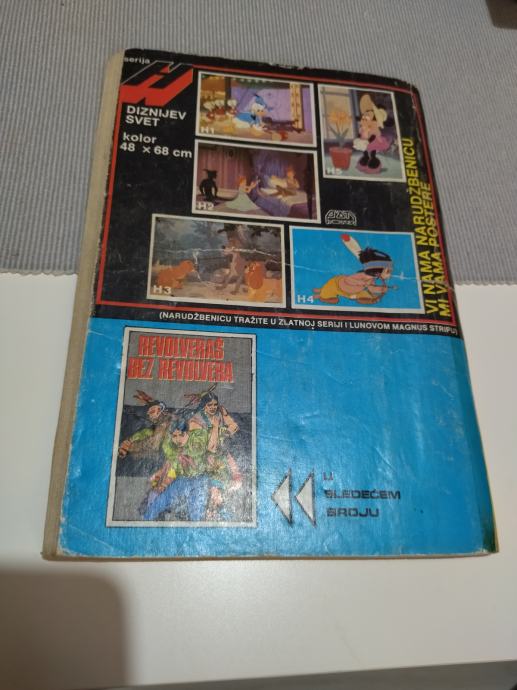 serija
H
DIZNIJEV
SVET
kolor
48 × 68 cm
H1
H5
H2
H3
H4
VI NAMA NARUDŽBENICU
MI VAMA POSTERE
(NARUDŽBENICU TRAŽITE U ZLATNOJ SERIJI I LUNOVOM MAGNUS STRIPU)
REVOLVERAŠ
BEZ REVOLVERA
U
SLEDEĆEM
BROJU